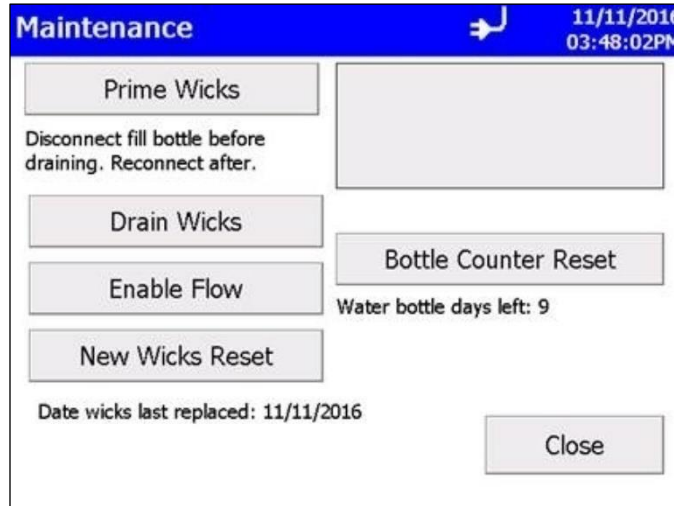 Maintenance
11/11/2016
03:48:02PM
Prime Wicks
Disconnect fill bottle before
draining. Reconnect after.
Drain Wicks
Enable Flow
New Wicks Reset
Date wicks last replaced: 11/11/2016
Bottle Counter Reset
Water bottle days left: 9
Close